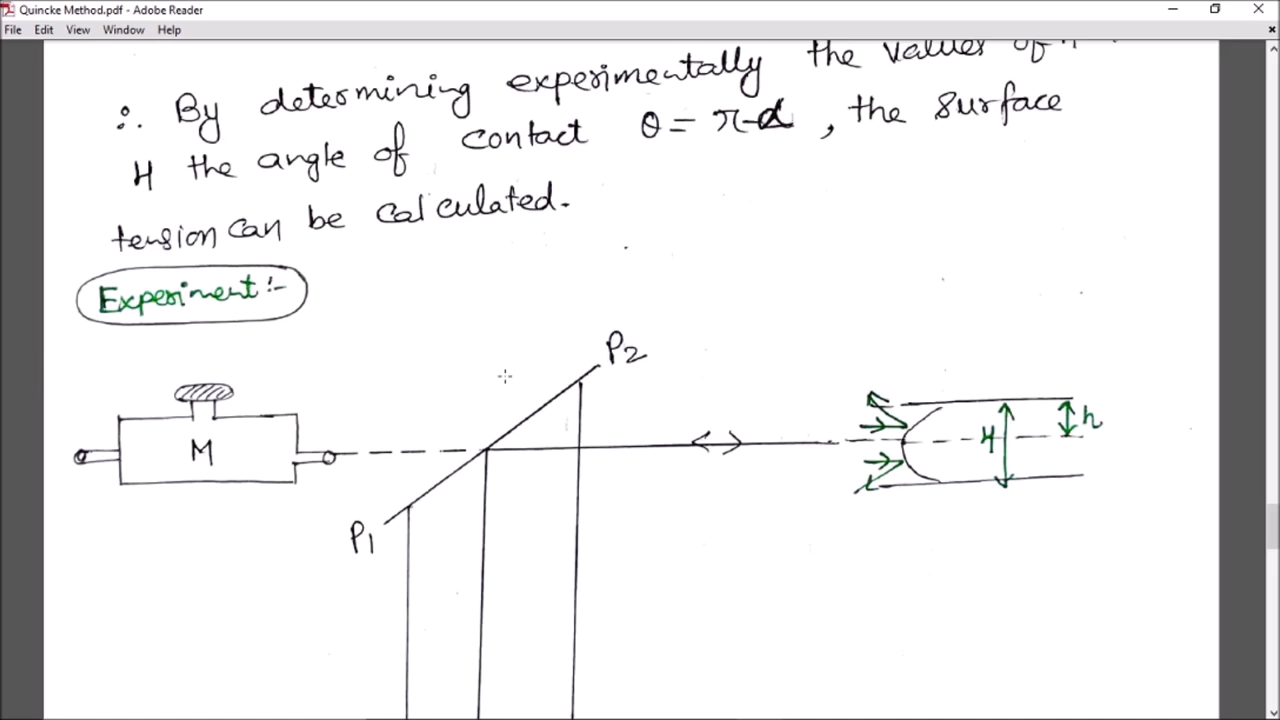 Quincke Method.pdf - Adobe Reader
File Edit View Window Help
∴ By determining experimentally the values of
H the angle of contact θ = π-α, the surface
tension can be calculated.
Experiment:-
P2
M
H
h
P1